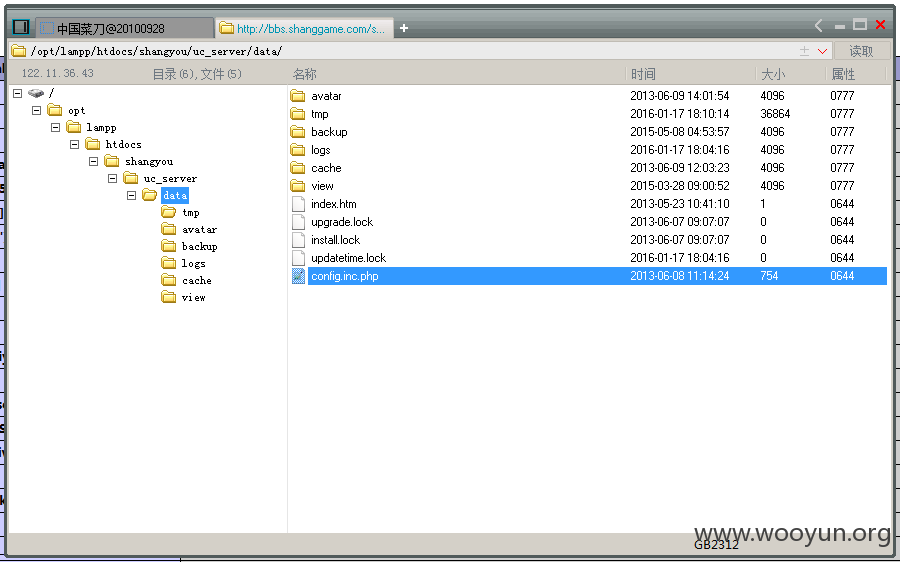 中国菜刀@20100928 http://bbs.shanggame.com/s... +
/opt/lampp/htdocs/shangyou/uc_server/data/ 读取
122.11.36.43 目录(6),文件(5) 名称 时间 大小 属性
/
opt
lampp
htdocs
shangyou
uc_server
data
tmp
avatar
backup
logs
cache
view
avatar 2013-06-09 14:01:54 4096 0777
tmp 2016-01-17 18:10:14 36864 0777
backup 2015-05-08 04:53:57 4096 0777
logs 2016-01-17 18:04:16 4096 0777
cache 2013-06-09 12:03:23 4096 0777
view 2015-03-28 09:00:52 4096 0777
index.htm 2013-05-23 10:41:10 1 0644
upgrade.lock 2013-06-07 09:07:07 0 0644
install.lock 2013-06-07 09:07:07 0 0644
updatetime.lock 2016-01-17 18:04:16 0 0644
config.inc.php 2013-06-08 11:14:24 754 0644
www.wooyun.org
GB2312